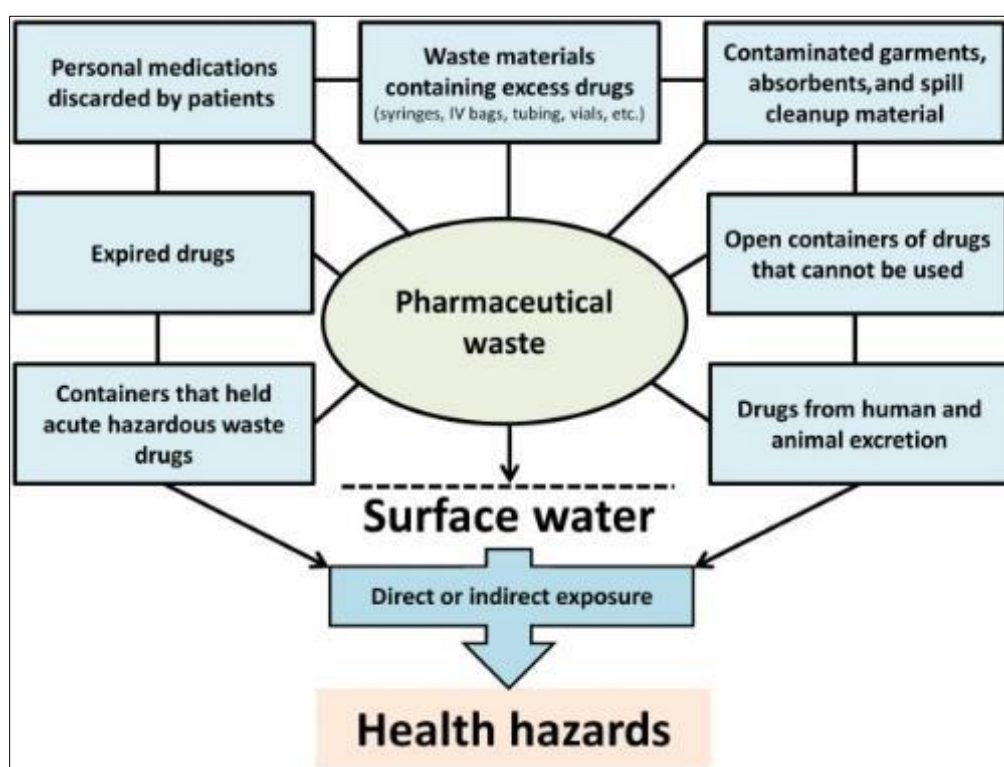 Personal medications
discarded by patients
Waste materials
containing excess drugs
(syringes, IV bags, tubing, vials, etc.)
Contaminated garments,
absorbents, and spill
cleanup material
Expired drugs
Open containers of drugs
that cannot be used
Pharmaceutical
waste
Containers that held
acute hazardous waste
drugs
Drugs from human and
animal excretion
Surface water
Direct or indirect exposure
Health hazards